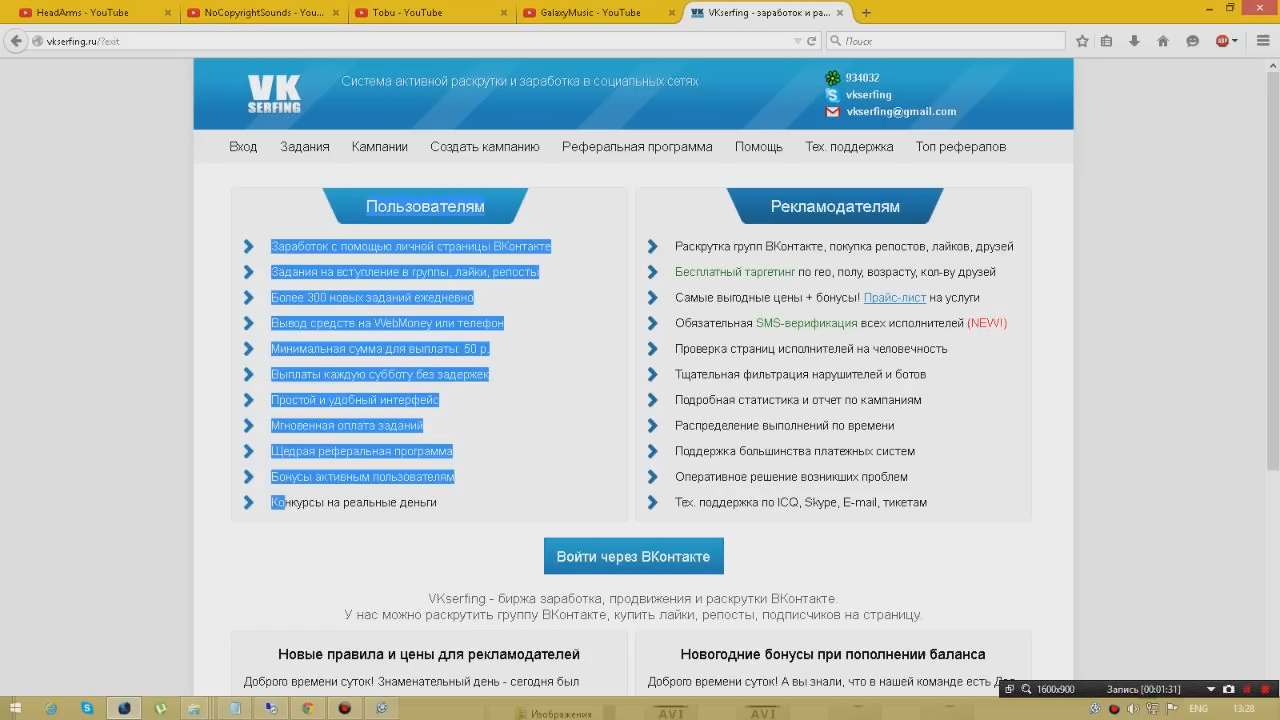 HeadArms - YouTube
NoCopyrightSounds - You...
Tobu - YouTube
GalaxyMusic - YouTube
VKserfing - заработок и ра...
vkserfing.ru/?exit
Поиск
ABP
VK
SERFING
Система активной раскрутки и заработка в социальных сетях
934032
vkserfing
vkserfing@gmail.com
Вход
Задания
Кампании
Создать кампанию
Реферальная программа
Помощь
Тех. поддержка
Топ рефералов
Пользователям
Заработок с помощью личной страницы ВКонтакте
Задания на вступление в группы, лайки, репосты
Более 300 новых заданий ежедневно
Вывод средств на WebMoney или телефон
Минимальная сумма для выплаты: 50 р.
Выплаты каждую субботу без задержек
Простой и удобный интерфейс
Мгновенная оплата заданий
Щедрая реферальная программа
Бонусы активным пользователям
Конкурсы на реальные деньги
Рекламодателям
Раскрутка групп ВКонтакте, покупка репостов, лайков, друзей
Бесплатный таргетинг по гео, полу, возрасту, кол-ву друзей
Самые выгодные цены + бонусы! Прайс-лист на услуги
Обязательная SMS-верификация всех исполнителей (NEW!)
Проверка страниц исполнителей на человечность
Тщательная фильтрация нарушителей и ботов
Подробная статистика и отчет по кампаниям
Распределение выполнений по времени
Поддержка большинства платежных систем
Оперативное решение возникших проблем
Тех. поддержка по ICQ, Skype, E-mail, тикетам
Войти через ВКонтакте
VKserfing - биржа заработка, продвижения и раскрутки ВКонтакте.
У нас можно раскрутить группу ВКонтакте, купить лайки, репосты, подписчиков на страницу.
Новые правила и цены для рекламодателей
Доброго времени суток! Знаменательный день - сегодня был
Новогодние бонусы при пополнении баланса
Доброго времени суток! А вы знали, что в нашей команде есть Дед
1600x900
Запись [00:01:31]
Изображения
AVI
AVI
ENG
13:28